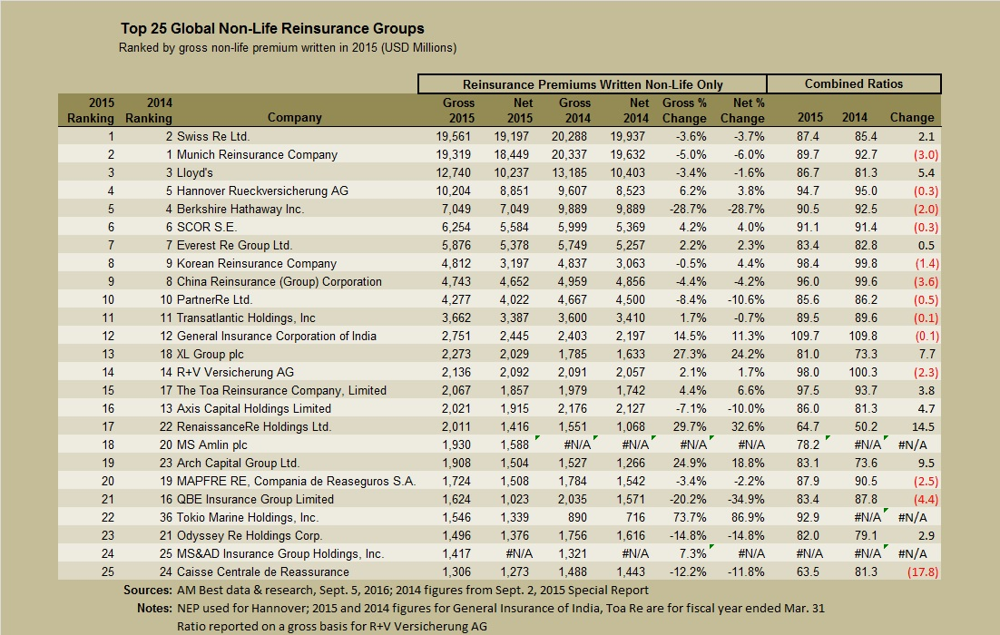 Top 25 Global Non-Life Reinsurance Groups
Ranked by gross non-life premium written in 2015 (USD Millions)
Reinsurance Premiums Written Non-Life Only Combined Ratios
2015 2014 Gross Net Gross Net Gross % Net %
Ranking Ranking Company 2015 2015 2014 2014 Change Change 2015 2014 Change
1 2 Swiss Re Ltd. 19,561 19,197 20,288 19,937 -3.6% -3.7% 87.4 85.4 2.1
2 1 Munich Reinsurance Company 19,319 18,449 20,337 19,632 -5.0% -6.0% 89.7 92.7 (3.0)
3 3 Lloyd's 12,740 10,237 13,185 10,403 -3.4% -1.6% 86.7 81.3 5.4
4 5 Hannover Rueckversicherung AG 10,204 8,851 9,607 8,523 6.2% 3.8% 94.7 95.0 (0.3)
5 4 Berkshire Hathaway Inc. 7,049 7,049 9,889 9,889 -28.7% -28.7% 90.5 92.5 (2.0)
6 6 SCOR S.E. 6,254 5,584 5,999 5,369 4.2% 4.0% 91.1 91.4 (0.3)
7 7 Everest Re Group Ltd. 5,876 5,378 5,749 5,257 2.2% 2.3% 83.4 82.8 0.5
8 9 Korean Reinsurance Company 4,812 3,197 4,837 3,063 -0.5% 4.4% 98.4 99.8 (1.4)
9 8 China Reinsurance (Group) Corporation 4,743 4,652 4,959 4,856 -4.4% -4.2% 96.0 99.6 (3.6)
10 10 PartnerRe Ltd. 4,277 4,022 4,667 4,500 -8.4% -10.6% 85.6 86.2 (0.5)
11 11 Transatlantic Holdings, Inc 3,662 3,387 3,600 3,410 1.7% -0.7% 89.5 89.6 (0.1)
12 12 General Insurance Corporation of India 2,751 2,445 2,403 2,197 14.5% 11.3% 109.7 109.8 (0.1)
13 18 XL Group plc 2,273 2,029 1,785 1,633 27.3% 24.2% 81.0 73.3 7.7
14 14 R+V Versicherung AG 2,136 2,092 2,091 2,057 2.1% 1.7% 98.0 100.3 (2.3)
15 17 The Toa Reinsurance Company, Limited 2,067 1,857 1,979 1,742 4.4% 6.6% 97.5 93.7 3.8
16 13 Axis Capital Holdings Limited 2,021 1,915 2,176 2,127 -7.1% -10.0% 86.0 81.3 4.7
17 22 RenaissanceRe Holdings Ltd. 2,011 1,416 1,551 1,068 29.7% 32.6% 64.7 50.2 14.5
18 20 MS Amlin plc 1,930 1,588 #N/A #N/A #N/A #N/A 78.2 #N/A #N/A
19 23 Arch Capital Group Ltd. 1,908 1,504 1,527 1,266 24.9% 18.8% 83.1 73.6 9.5
20 19 MAPFRE RE, Compania de Reaseguros S.A. 1,724 1,508 1,784 1,542 -3.4% -2.2% 87.9 90.5 (2.5)
21 16 QBE Insurance Group Limited 1,624 1,023 2,035 1,571 -20.2% -34.9% 83.4 87.8 (4.4)
22 36 Tokio Marine Holdings, Inc. 1,546 1,339 890 716 73.7% 86.9% 92.9 #N/A #N/A
23 21 Odyssey Re Holdings Corp. 1,496 1,376 1,756 1,616 -14.8% -14.8% 82.0 79.1 2.9
24 25 MS&AD Insurance Group Holdings, Inc. 1,417 #N/A 1,321 #N/A 7.3% #N/A #N/A #N/A #N/A
25 24 Caisse Centrale de Reassurance 1,306 1,273 1,488 1,443 -12.2% -11.8% 63.5 81.3 (17.8)
Sources: AM Best data & research, Sept. 5, 2016; 2014 figures from Sept. 2, 2015 Special Report
Notes: NEP used for Hannover; 2015 and 2014 figures for General Insurance of India, Toa Re are for fiscal year ended Mar. 31
Ratio reported on a gross basis for R+V Versicherung AG